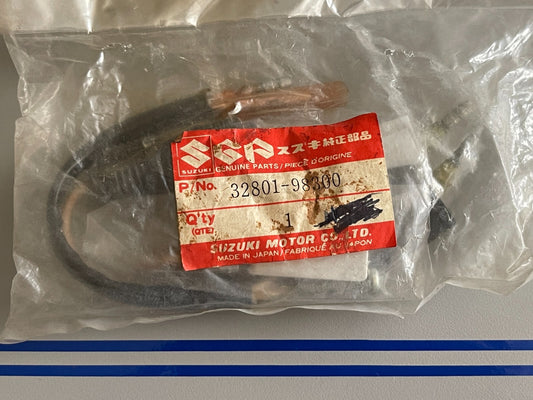 SUZUKI SGP スズキ純正部品
GENUINE PARTS / PIECE D'ORIGINE
P/No. 32801-98300
Q'ty (QTE) 1
SUZUKI MOTOR CO., LTD.
MADE IN JAPAN / FABRIQUE AU JAPON